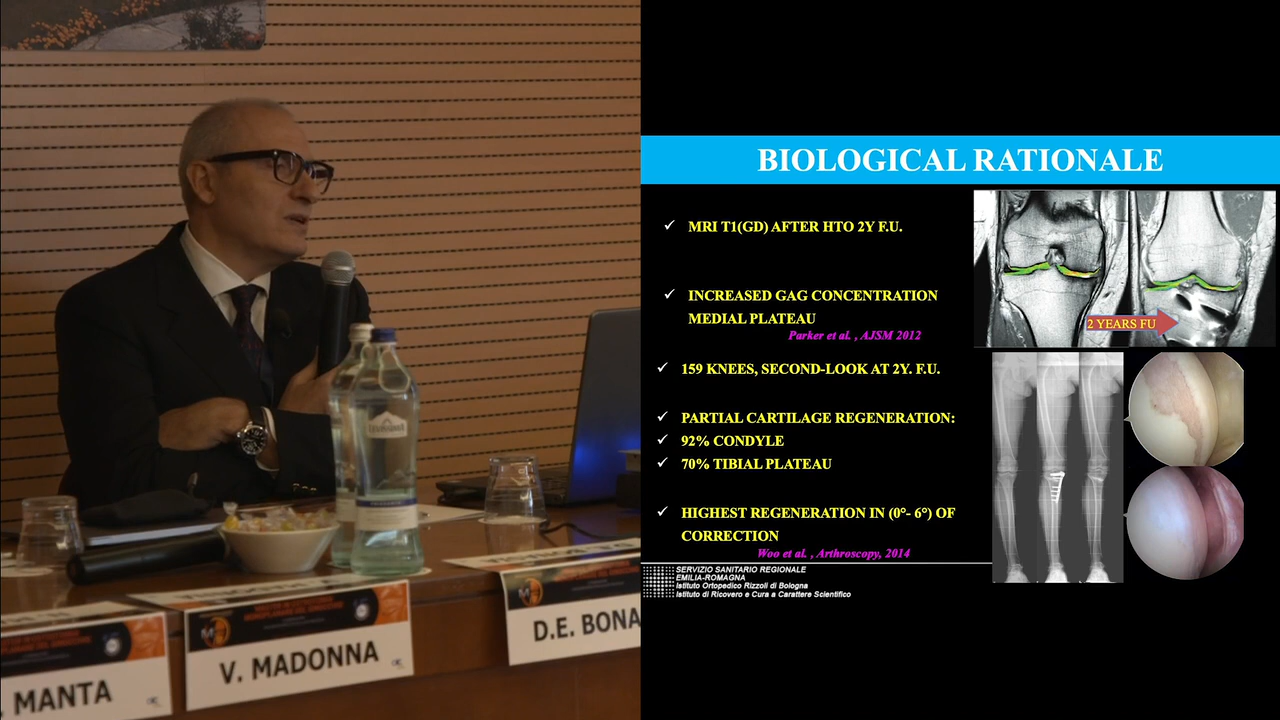 MANTA
V. MADONNA
D.E. BONA
BIOLOGICAL RATIONALE
✓ MRI T1(GD) AFTER HTO 2Y F.U.
✓ INCREASED GAG CONCENTRATION
MEDIAL PLATEAU
Parker et al. , AJSM 2012
✓ 159 KNEES, SECOND-LOOK AT 2Y. F.U.
✓ PARTIAL CARTILAGE REGENERATION:
✓ 92% CONDYLE
✓ 70% TIBIAL PLATEAU
✓ HIGHEST REGENERATION IN (0°- 6°) OF
CORRECTION
Woo et al. , Arthroscopy, 2014
2 YEARS FU
SERVIZIO SANITARIO REGIONALE
EMILIA-ROMAGNA
Istituto Ortopedico Rizzoli di Bologna
Istituto di Ricovero e Cura a Carattere Scientifico